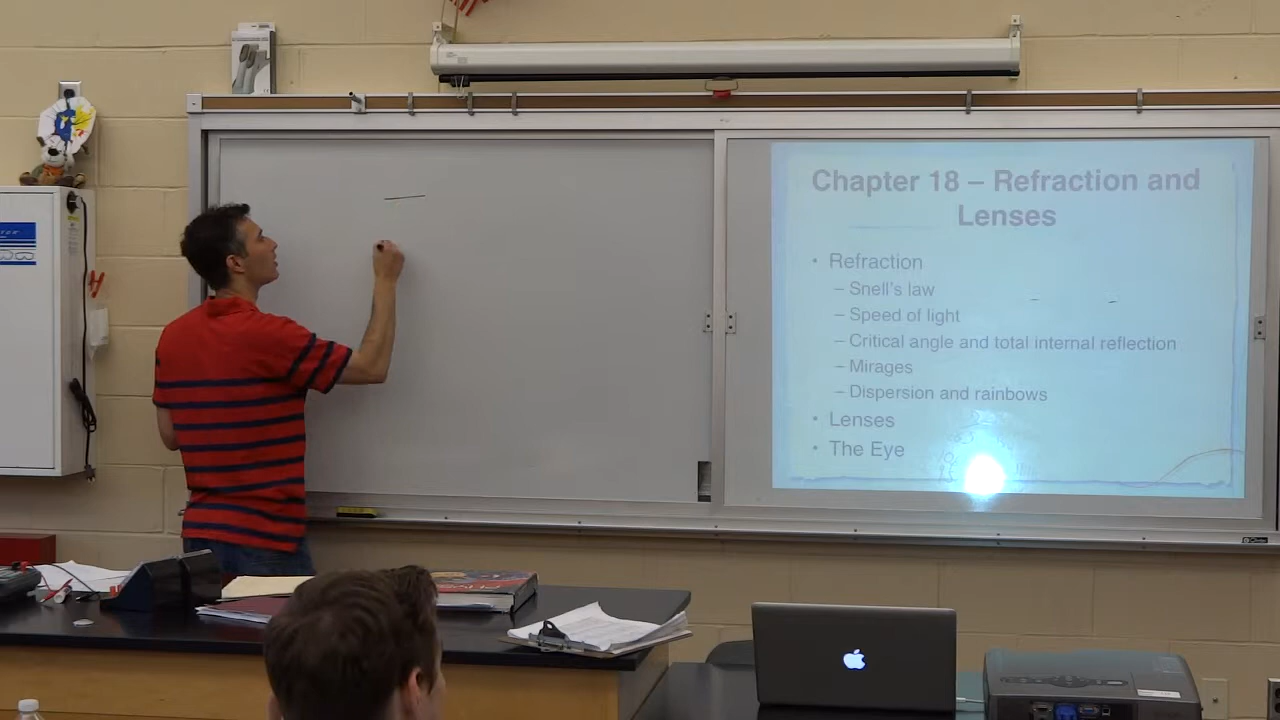 Chapter 18 – Refraction and
Lenses
• Refraction
– Snell's law
– Speed of light
– Critical angle and total internal reflection
– Mirages
– Dispersion and rainbows
• Lenses
• The Eye